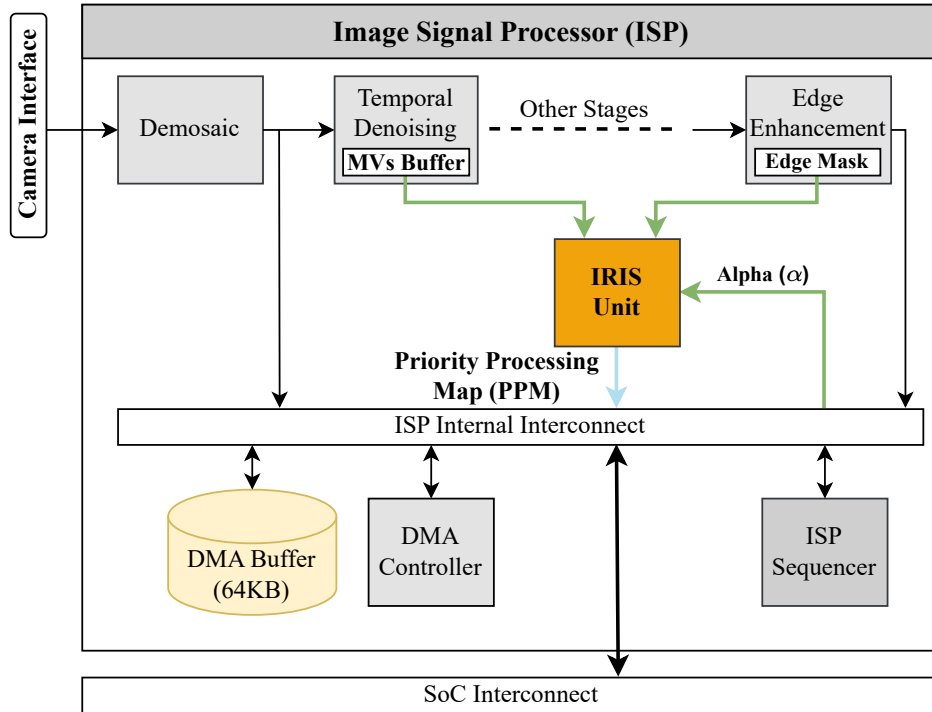 Image Signal Processor (ISP)
Camera Interface
Demosaic
Temporal
Denoising
MVs Buffer
Other Stages
Edge
Enhancement
Edge Mask
IRIS
Unit
Alpha (α)
Priority Processing
Map (PPM)
ISP Internal Interconnect
DMA Buffer
(64KB)
DMA
Controller
ISP
Sequencer
SoC Interconnect